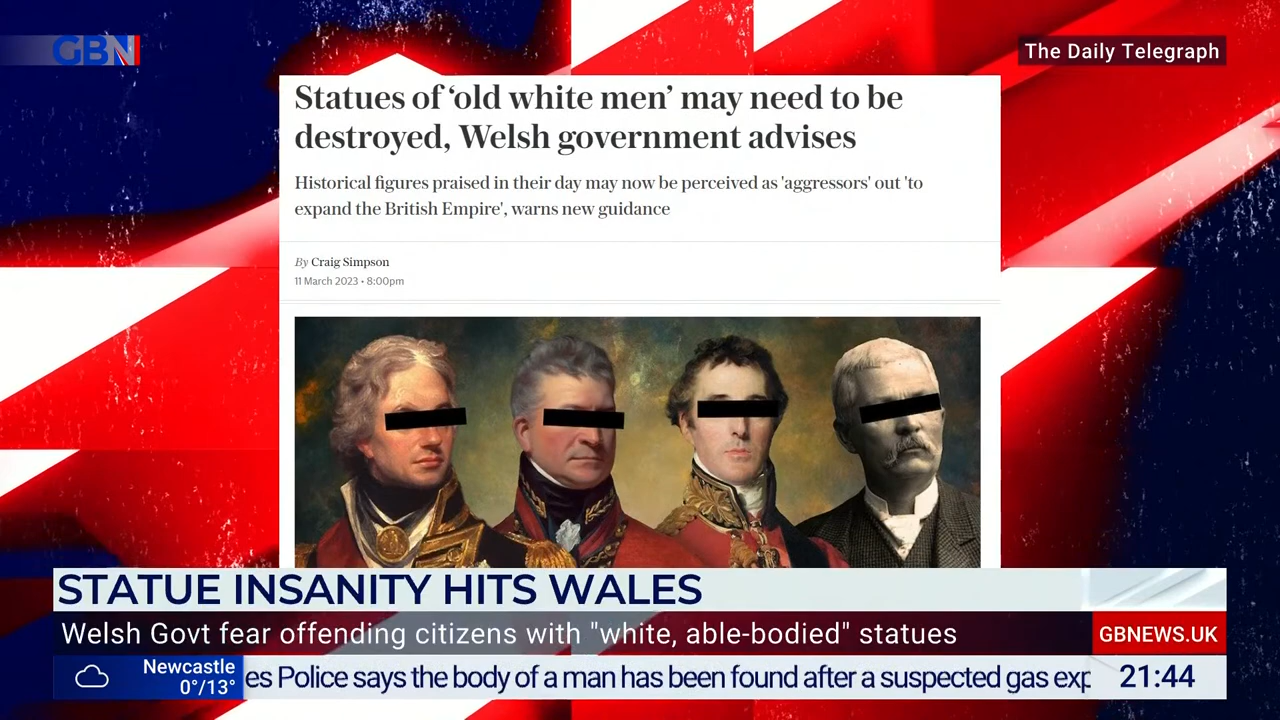 GBN
The Daily Telegraph
Statues of ‘old white men’ may need to be
destroyed, Welsh government advises
Historical figures praised in their day may now be perceived as 'aggressors' out 'to
expand the British Empire', warns new guidance
By Craig Simpson
11 March 2023 • 8:00pm
STATUE INSANITY HITS WALES
Welsh Govt fear offending citizens with "white, able-bodied" statues
GBNEWS.UK
Newcastle
0°/13°
es Police says the body of a man has been found after a suspected gas exp
21:44